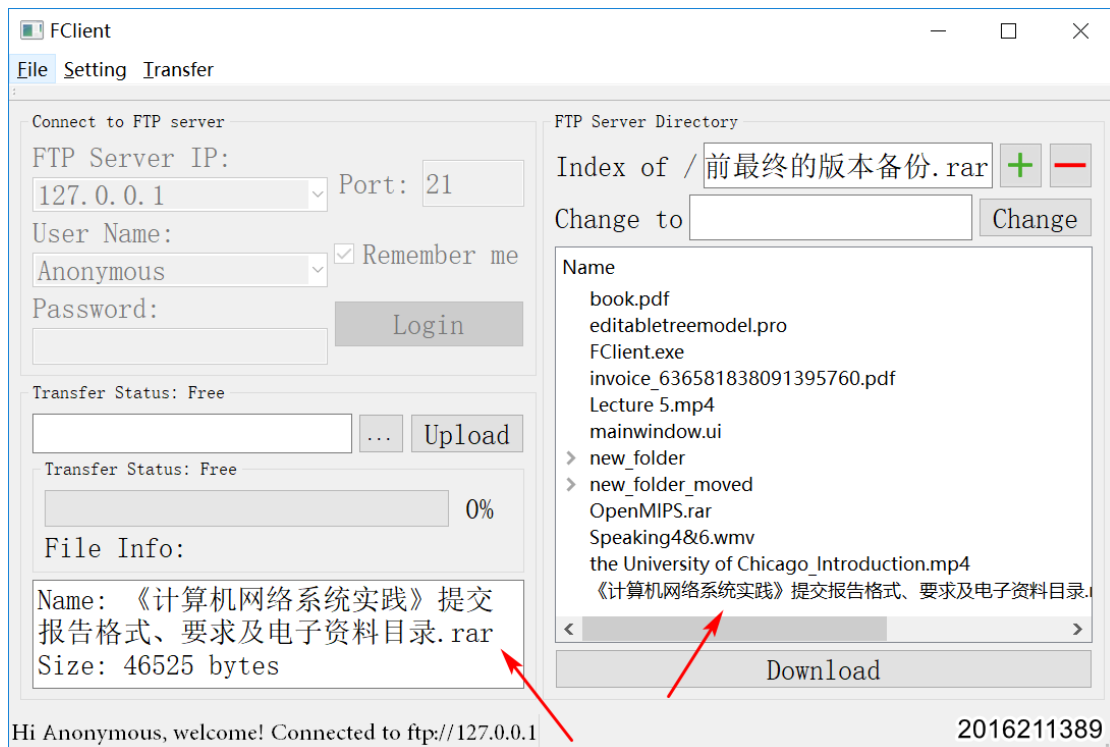 FClient
File Setting Transfer
Connect to FTP server
FTP Server IP:
127.0.0.1
Port: 21
User Name:
Anonymous
Remember me
Password:
Login
Transfer Status: Free
... Upload
Transfer Status: Free
0%
File Info:
Name: 《计算机网络系统实践》提交
报告格式、要求及电子资料目录.rar
Size: 46525 bytes
FTP Server Directory
Index of / 前最终的版本备份.rar
Change to
Change
Name
book.pdf
editabletreemodel.pro
FClient.exe
invoice_636581838091395760.pdf
Lecture 5.mp4
mainwindow.ui
new_folder
new_folder_moved
OpenMIPS.rar
Speaking4&6.wmv
the University of Chicago_Introduction.mp4
《计算机网络系统实践》提交报告格式、要求及电子资料目录.r
Download
Hi Anonymous, welcome! Connected to ftp://127.0.0.1
2016211389